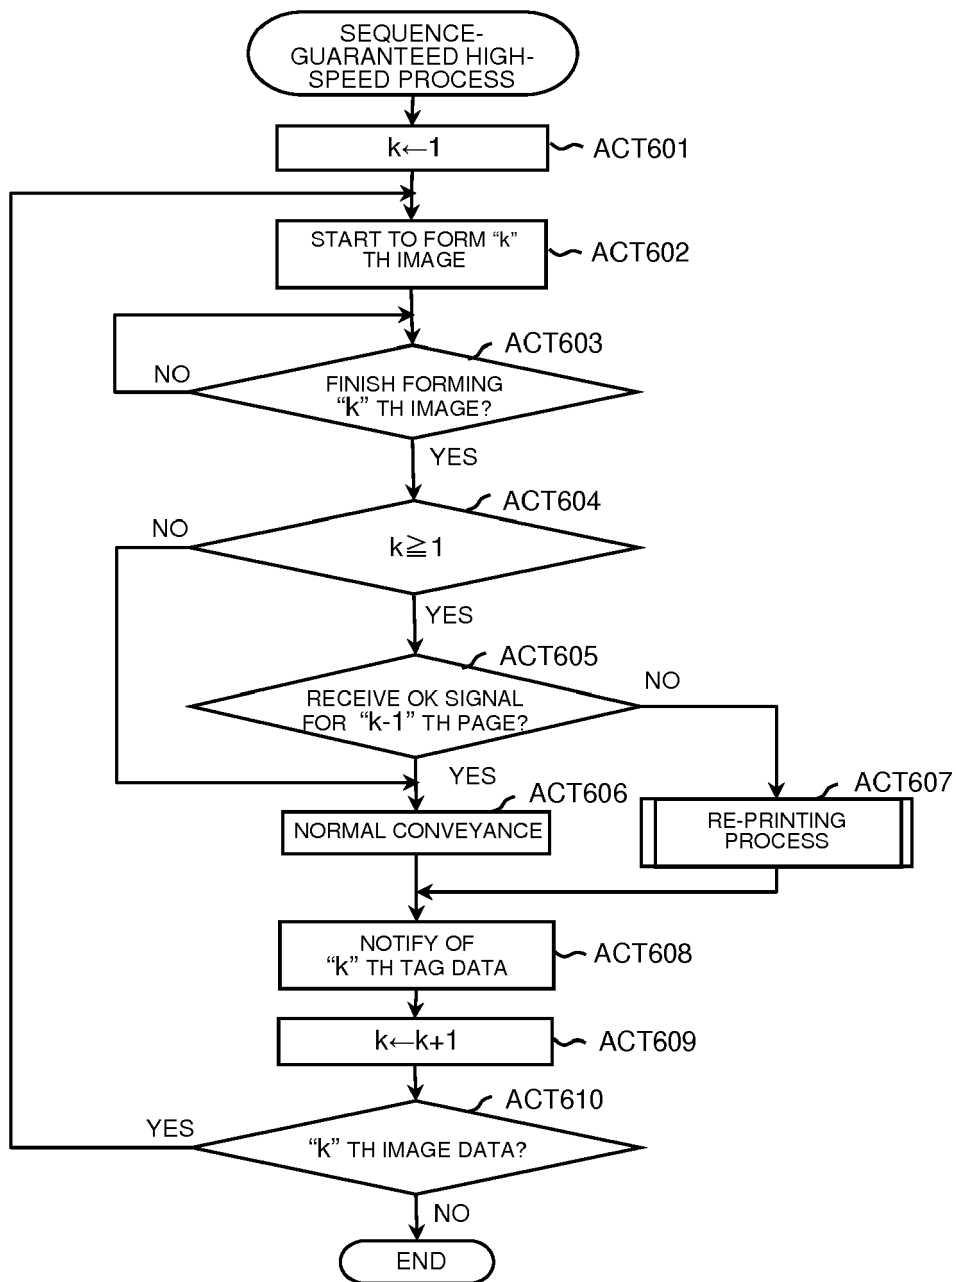 SEQUENCE-
GUARANTEED HIGH-
SPEED PROCESS
k←1
ACT601
START TO FORM “k”
TH IMAGE
ACT602
ACT603
NO
FINISH FORMING
“k” TH IMAGE?
YES
ACT604
NO
k≧1
YES
ACT605
NO
RECEIVE OK SIGNAL
FOR “k-1” TH PAGE?
YES
ACT606
NORMAL CONVEYANCE
ACT607
RE-PRINTING
PROCESS
NOTIFY OF
“k” TH TAG DATA
ACT608
k←k+1
ACT609
ACT610
YES
“k” TH IMAGE DATA?
NO
END